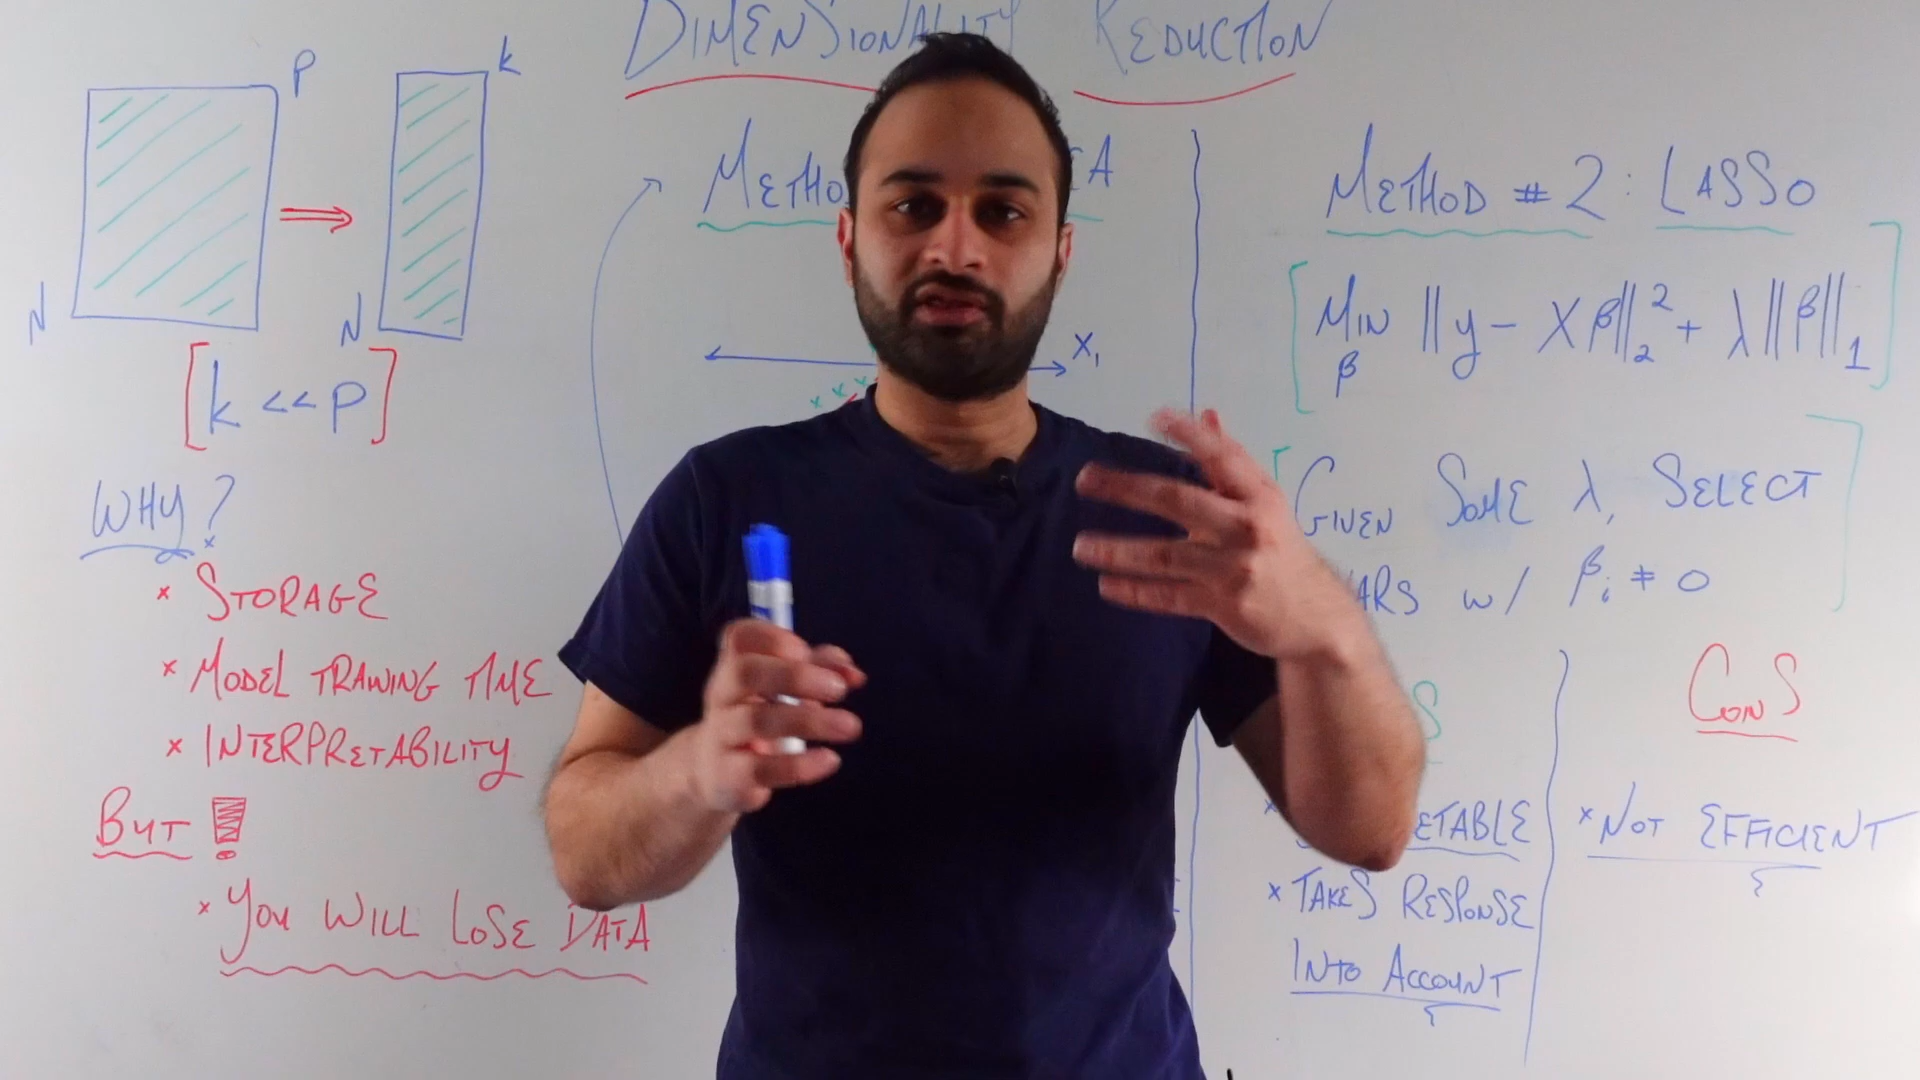 DIMENSIONALITY REDUCTION
P
k
N
N
[k << P]
WHY?
* STORAGE
* MODEL TRAINING TIME
* INTERPRETABILITY
BUT!
* YOU WILL LOSE DATA
X₁
METHOD # 2: LASSO
MIN ||y - Xβ||₂² + λ||β||₁
β
GIVEN SOME λ, SELECT
w/ βᵢ ≠ 0
CONS
* NOT EFFICIENT
* TAKES RESPONSE
INTO ACCOUNT